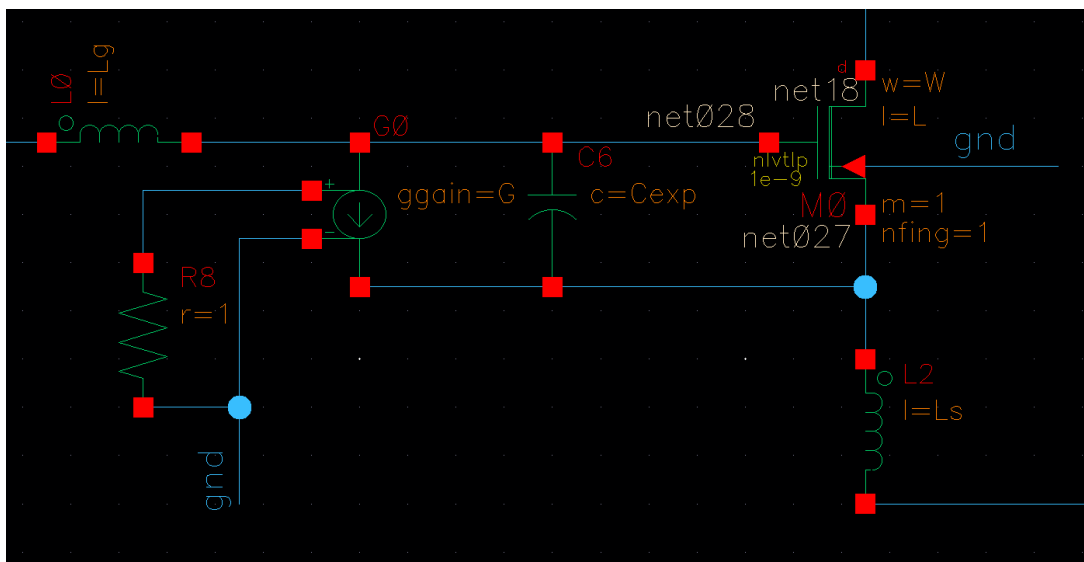 L0
l=Lg
G0
+
-
ggain=G
C6
c=Cexp
net028
d
net18
w=W
l=L
nlvtlp
1e-9
gnd
M0
m=1
net027
nfing=1
R8
r=1
gnd
L2
l=Ls